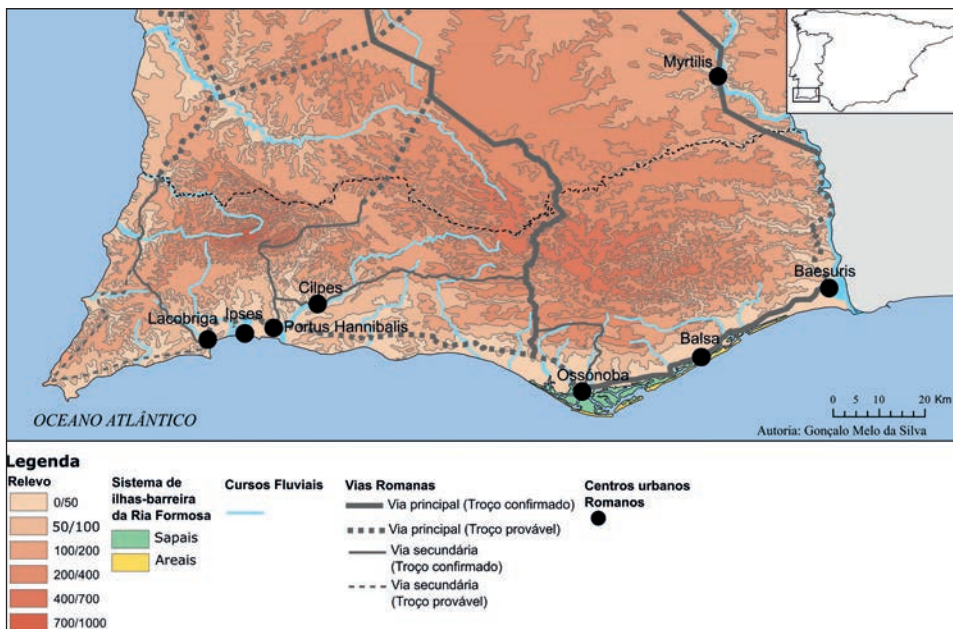 Myrtilis
Baesuris
Cilpes
Lacobriga
Ipses
Portus Hannibalis
Balsa
Ossónoba
OCEANO ATLÂNTICO
0 5 10 20 Km
Autoria: Gonçalo Melo da Silva
Legenda
Relevo
0/50
50/100
100/200
200/400
400/700
700/1000
Sistema de
ilhas-barreira
da Ria Formosa
Sapais
Areais
Cursos Fluviais
Vias Romanas
Via principal (Troço confirmado)
Via principal (Troço provável)
Via secundária
(Troço confirmado)
Via secundária
(Troço provável)
Centros urbanos
Romanos